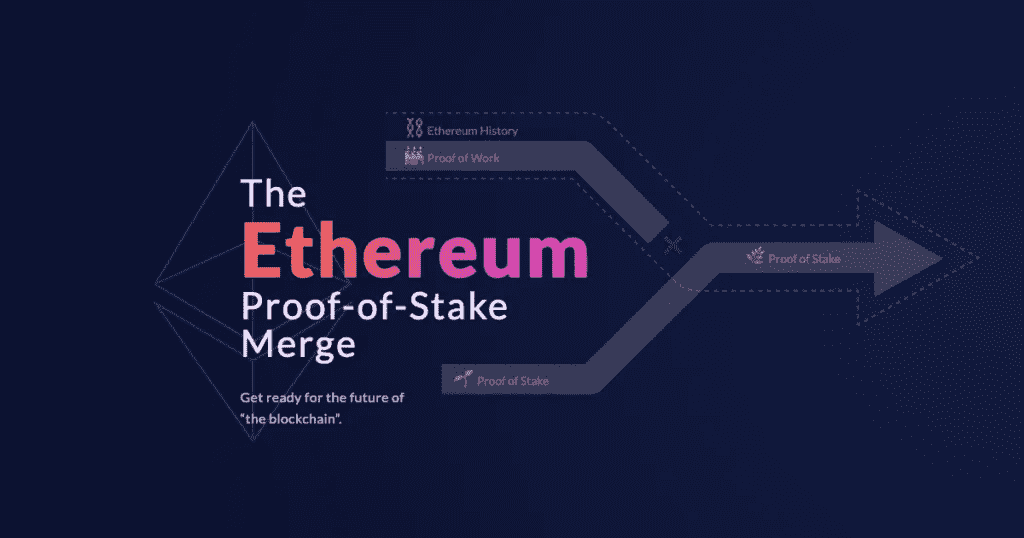 The
Ethereum
Proof-of-Stake
Merge
Get ready for the future of
“the blockchain”.
Ethereum History
Proof of Work
Proof of Stake
Proof of Stake